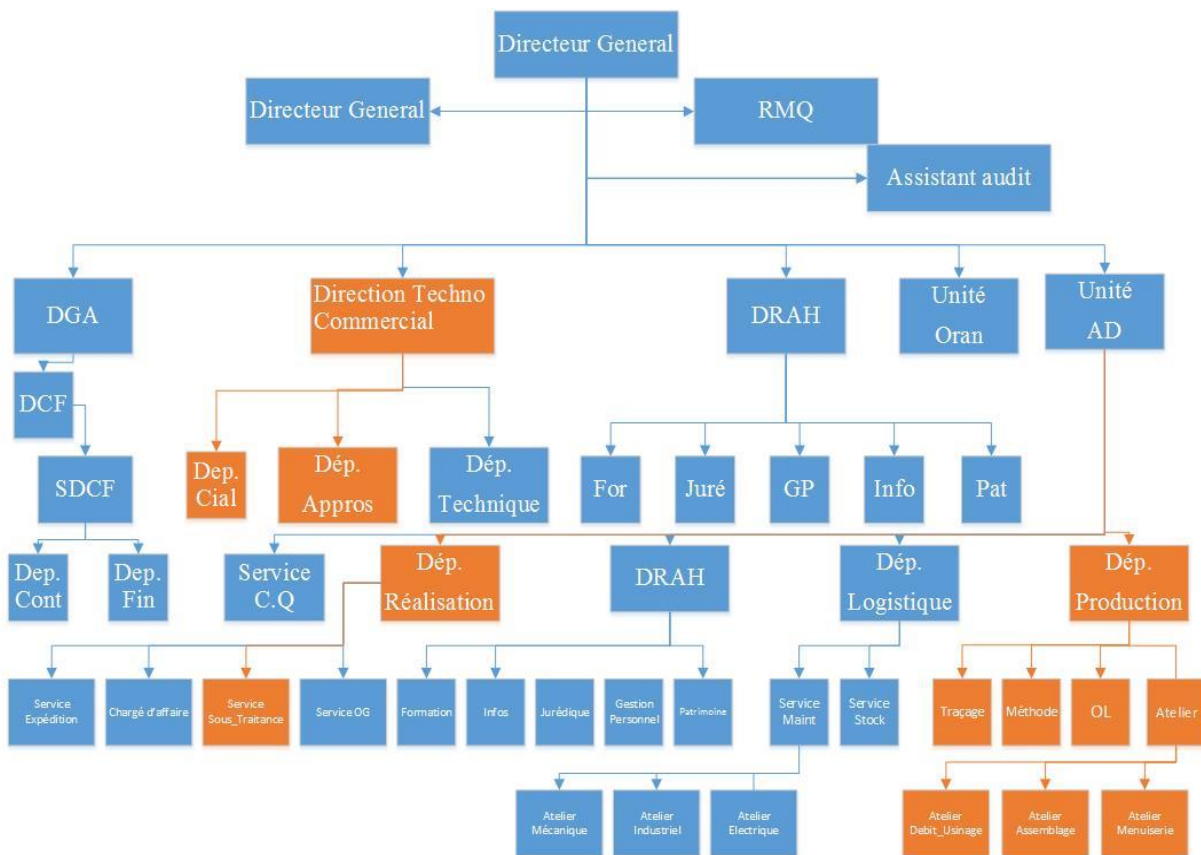 Directeur General
Directeur General
RMQ
Assistant audit
DGA
Direction Techno
Commercial
DRAH
Unité
Oran
Unité
AD
DCF
SDCF
Dep.
Cial
Dép.
Appros
Dép.
Technique
For
Juré
GP
Info
Pat
Dep.
Cont
Dep.
Fin
Service
C.Q
Dép.
Réalisation
DRAH
Dép.
Logistique
Dép.
Production
Service
Expédition
Chargé d'affaire
Service
Sous_Traitance
Service OG
Formation
Infos
Jurédique
Gestion
Personnel
Patrimoine
Service
Maint
Service
Stock
Traçage
Méthode
OL
Atelier
Atelier
Mécanique
Atelier
Industriel
Atelier
Electrique
Atelier
Debit_Usinage
Atelier
Assemblage
Atelier
Menuiserie